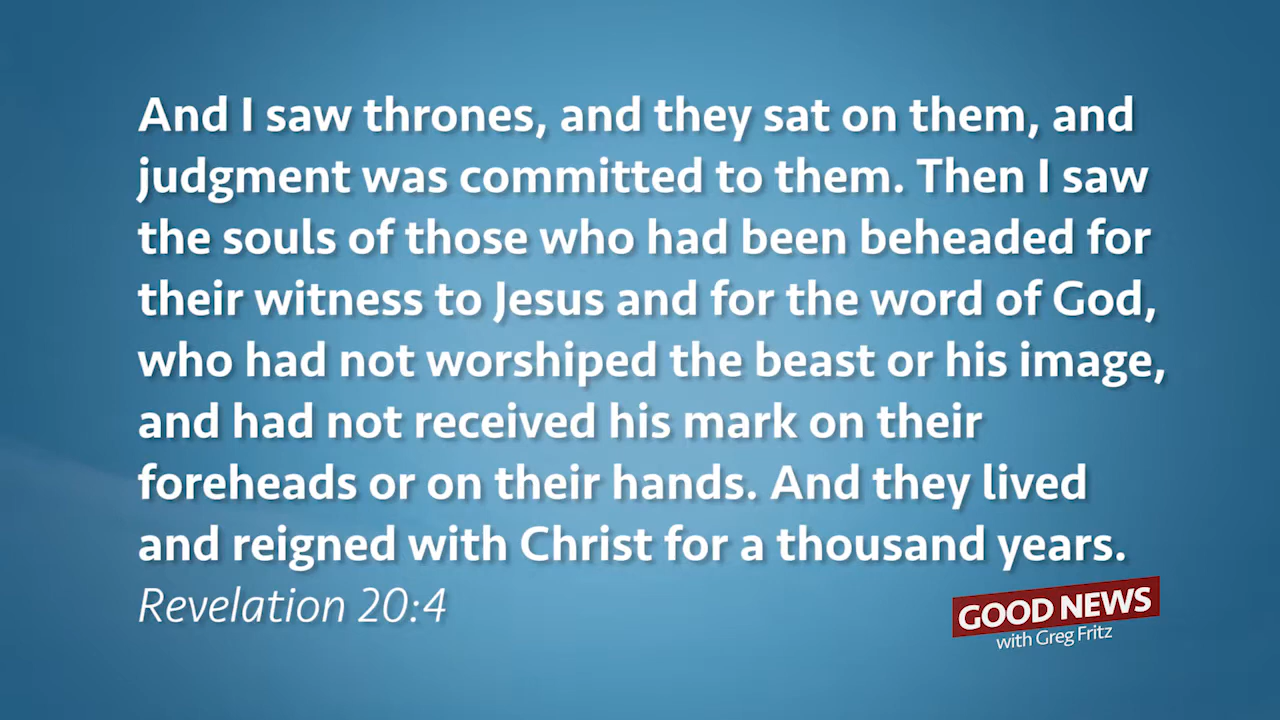 And I saw thrones, and they sat on them, and
judgment was committed to them. Then I saw
the souls of those who had been beheaded for
their witness to Jesus and for the word of God,
who had not worshiped the beast or his image,
and had not received his mark on their
foreheads or on their hands. And they lived
and reigned with Christ for a thousand years.
Revelation 20:4
GOOD NEWS
with Greg Fritz